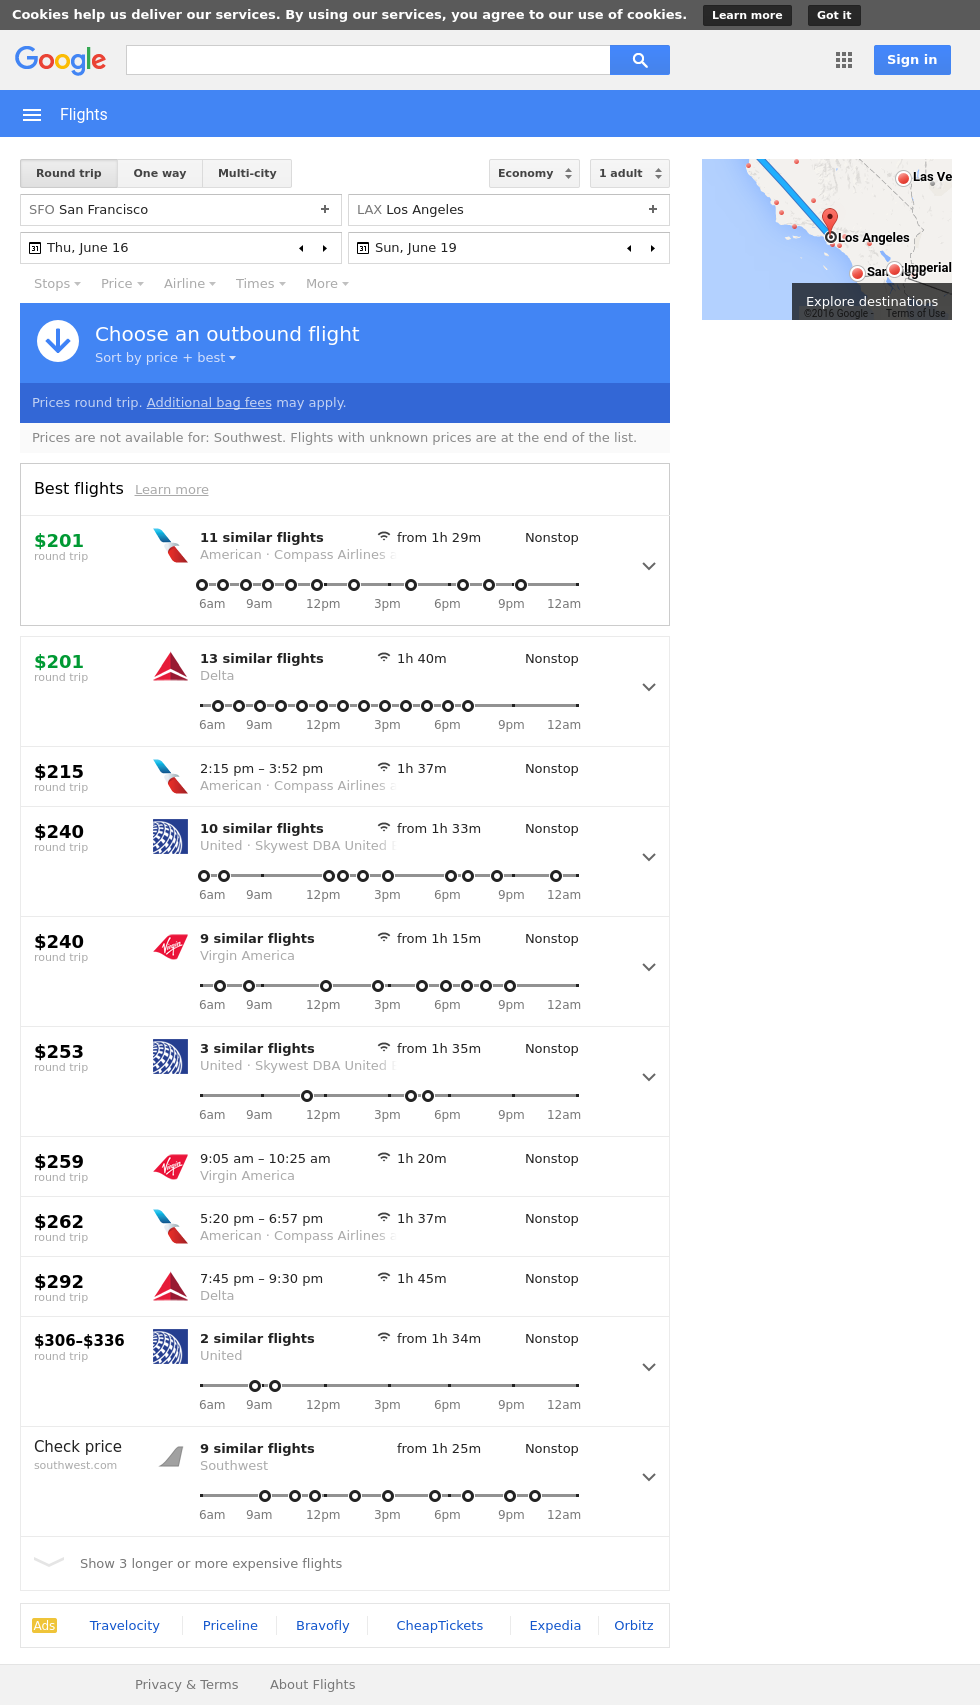 Cookies help us deliver our services. By using our services, you agree to our use of cookies. Learn more Got it
Google Sign in
Flights
Round trip One way Multi-city Economy 1 adult
SFO San Francisco + LAX Los Angeles +
31 Thu, June 16 31 Sun, June 19
Stops Price Airline Times More
Las Ve
Los Angeles
Imperial
Explore destinations
©2016 Google - Terms of Use
Choose an outbound flight
Sort by price + best
Prices round trip. Additional bag fees may apply.
Prices are not available for: Southwest. Flights with unknown prices are at the end of the list.
Best flights Learn more
$201 11 similar flights from 1h 29m Nonstop
round trip American · Compass Airlines a
6am 9am 12pm 3pm 6pm 9pm 12am
$201 13 similar flights 1h 40m Nonstop
round trip Delta
6am 9am 12pm 3pm 6pm 9pm 12am
$215 2:15 pm – 3:52 pm 1h 37m Nonstop
round trip American · Compass Airlines a
$240 10 similar flights from 1h 33m Nonstop
round trip United · Skywest DBA United
6am 9am 12pm 3pm 6pm 9pm 12am
$240 Virgin 9 similar flights from 1h 15m Nonstop
round trip Virgin America
6am 9am 12pm 3pm 6pm 9pm 12am
$253 3 similar flights from 1h 35m Nonstop
round trip United · Skywest DBA United
6am 9am 12pm 3pm 6pm 9pm 12am
$259 Virgin 9:05 am – 10:25 am 1h 20m Nonstop
round trip Virgin America
$262 5:20 pm – 6:57 pm 1h 37m Nonstop
round trip American · Compass Airlines a
$292 7:45 pm – 9:30 pm 1h 45m Nonstop
round trip Delta
$306–$336 2 similar flights from 1h 34m Nonstop
round trip United
6am 9am 12pm 3pm 6pm 9pm 12am
Check price 9 similar flights from 1h 25m Nonstop
southwest.com Southwest
6am 9am 12pm 3pm 6pm 9pm 12am
Show 3 longer or more expensive flights
Ads Travelocity Priceline Bravofly CheapTickets Expedia Orbitz
Privacy & Terms About Flights